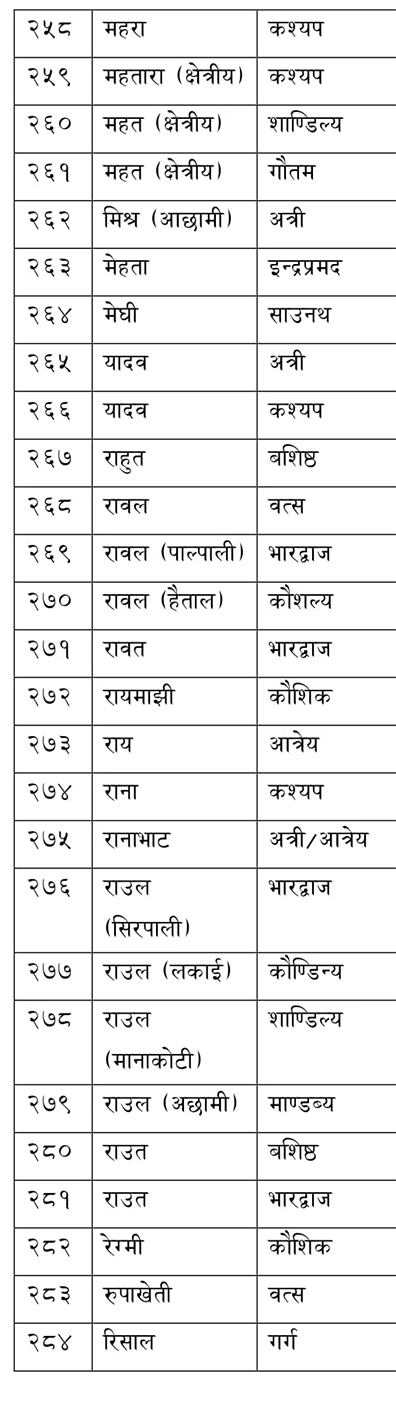 २५८ महरा कश्यप
२५९ महतारा (क्षेत्रीय) कश्यप
२६० महत (क्षेत्रीय) शाण्डिल्य
२६१ महत (क्षेत्रीय) गौतम
२६२ मिश्र (आछामी) अत्री
२६३ मेहता इन्द्रप्रमद
२६४ मेघी साउनथ
२६५ यादव अत्री
२६६ यादव कश्यप
२६७ राहुत बशिष्ठ
२६८ रावल वत्स
२६९ रावल (पाल्पाली) भारद्वाज
२७० रावल (हैताल) कौशल्य
२७१ रावत भारद्वाज
२७२ रायमाझी कौशिक
२७३ राय आत्रेय
२७४ राना कश्यप
२७५ रानाभाट अत्री/आत्रेय
२७६ राउल भारद्वाज
(सिरपाली)
२७७ राउल (लकाई) कौण्डिन्य
२७८ राउल शाण्डिल्य
(मानाकोटी)
२७९ राउल (अछामी) माण्डब्य
२८० राउत बशिष्ठ
२८१ राउत भारद्वाज
२८२ रेग्मी कौशिक
२८३ रुपाखेती वत्स
२८४ रिसाल गर्ग